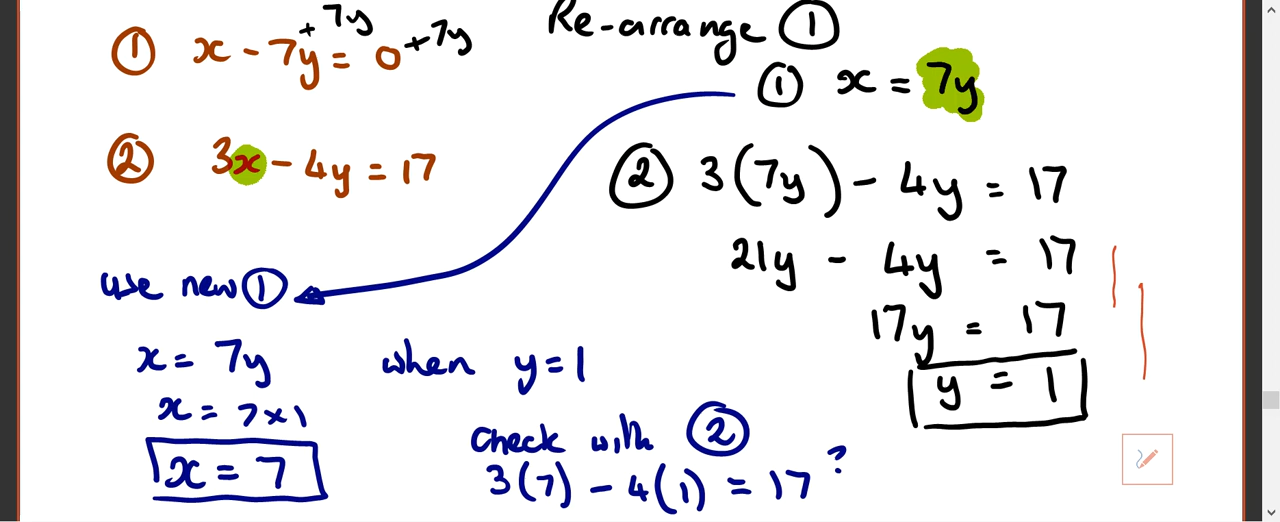 +7y
① x - 7y = 0 +7y
② 3x - 4y = 17
Re-arrange ①
① x = 7y
② 3(7y) - 4y = 17
21y - 4y = 17
17y = 17
y = 1
use new ①
x = 7y when y = 1
x = 7 × 1
x = 7
check with ②
3(7) - 4(1) = 17 ?